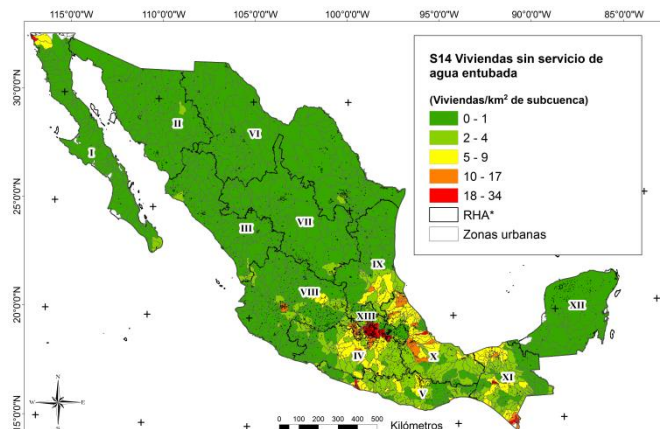 115°0'0"O 110°0'0"O 105°0'0"O 100°0'0"O 95°0'0"O 90°0'0"O 85°0'0"O
30°0'0"N
25°0'0"N
20°0'0"N
15°0'0"N
S14 Viviendas sin servicio de
agua entubada
(Viviendas/km² de subcuenca)
0 - 1
2 - 4
5 - 9
10 - 17
18 - 34
RHA*
Zonas urbanas
I
II
VI
III
VII
IX
VIII
XIII
XII
IV
X
V
XI
N
W E
S
0 100 200 300 400 500
Kilómetros